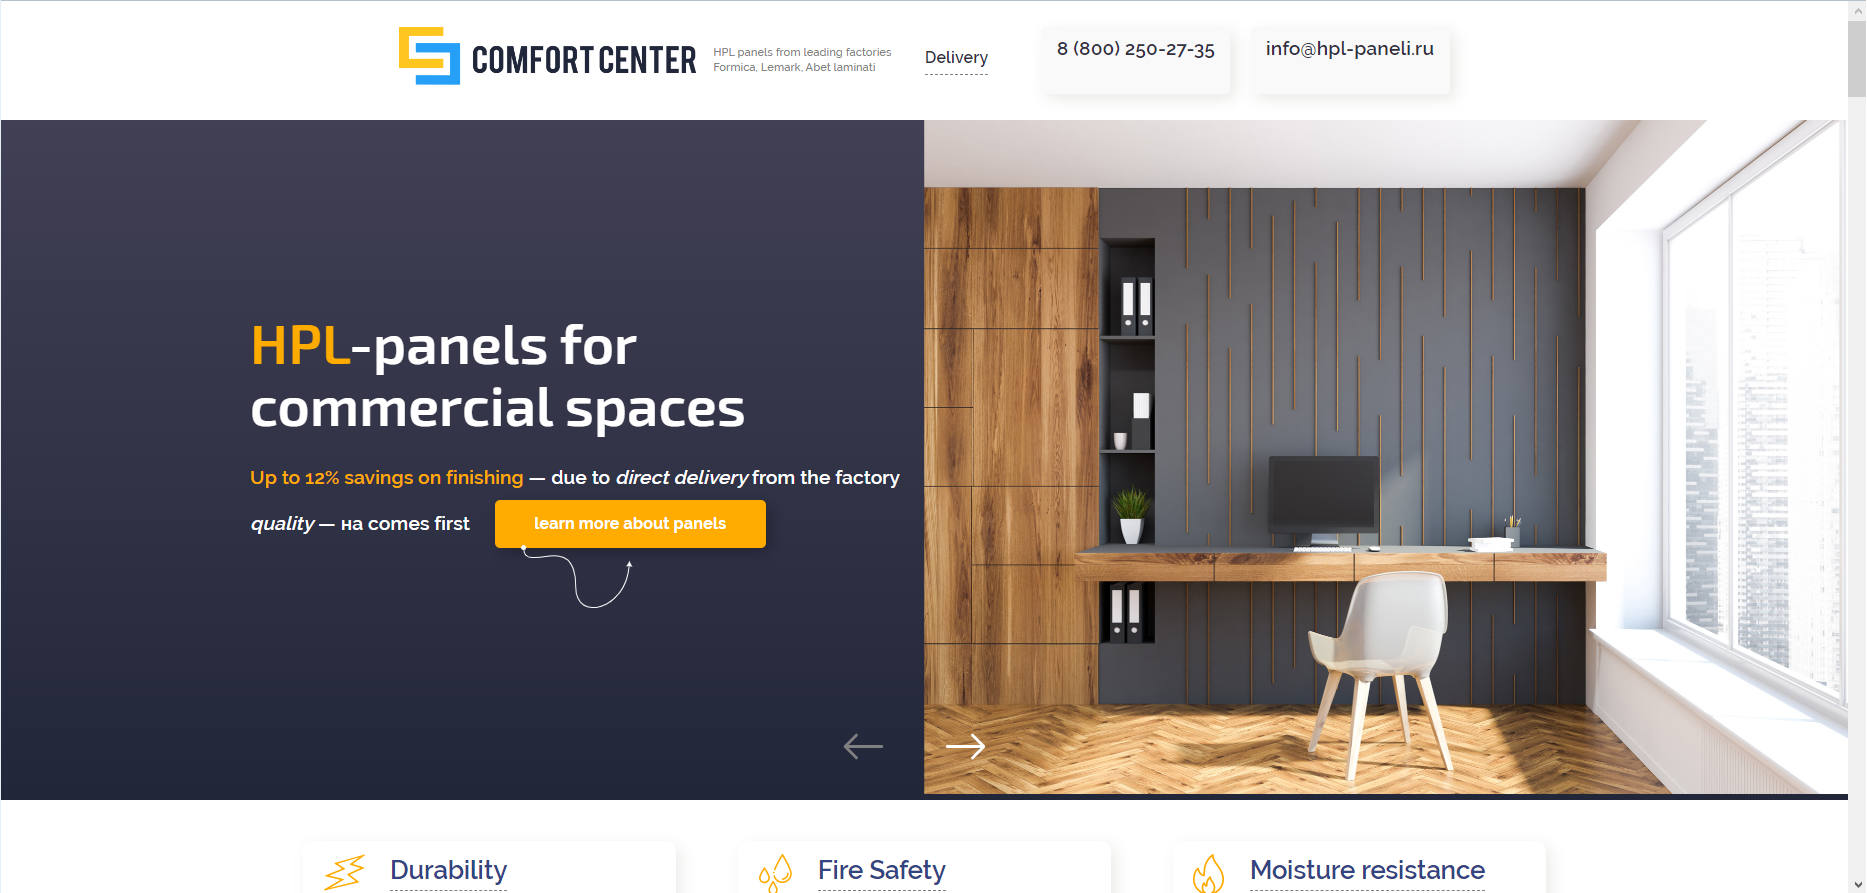 COMFORT CENTER
HPL panels from leading factories
Formica, Lemark, Abet laminati
Delivery
8 (800) 250-27-35
info@hpl-paneli.ru
HPL-panels for
commercial spaces
Up to 12% savings on finishing — due to direct delivery from the factory
quality — на comes first
learn more about panels
Durability
Fire Safety
Moisture resistance